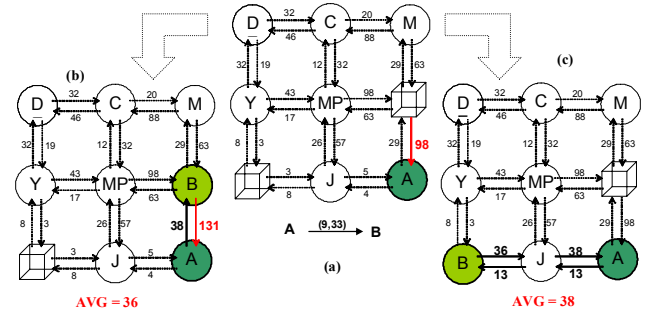 (b)
D 32 C 20 M
46 88
32 19 12 32 29 63
Y 43 MP 98 B
17 63
8 3 26 57 38 131
3 J 5 A
8 4
AVG = 36
D 32 C 20 M
46 88
32 19 12 32 29 63
Y 43 MP 98
17 63
8 3 26 57 29 98
3 J 5 A
8 4
A (9,33) B
(a)
(c)
D 32 C 20 M
46 88
32 19 12 32 29 63
Y 43 MP 98
17 63
8 3 26 57 29 98
B 36 J 38 A
13 13
AVG = 38